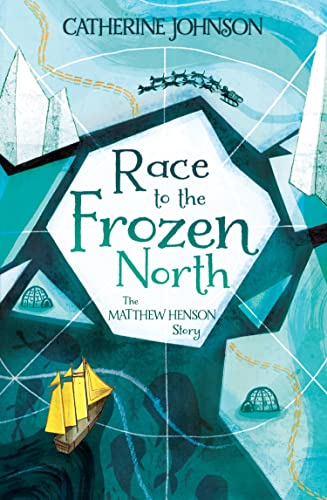 CATHERINE JOHNSON
Race
to the
Frozen
North
The
MATTHEW HENSON
Story